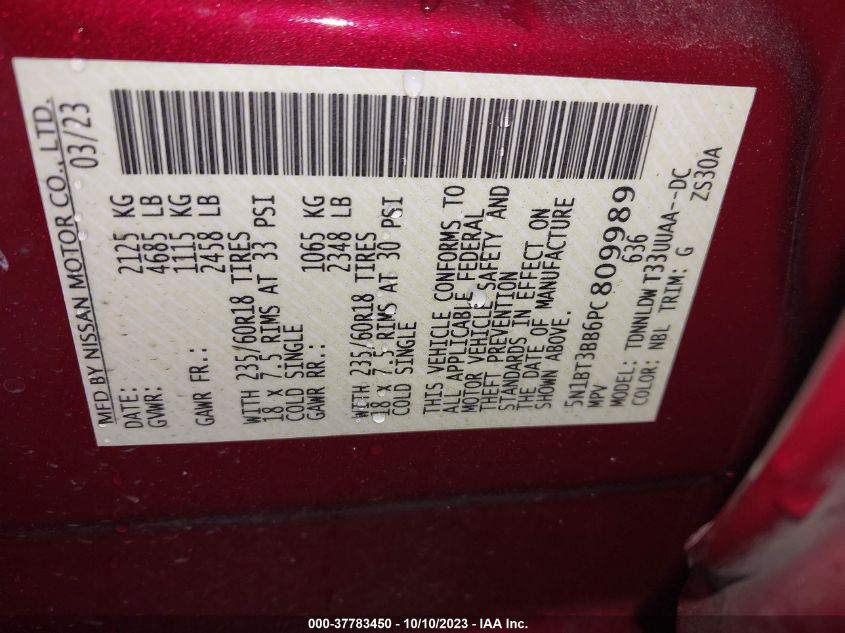 MFD BY NISSAN MOTOR CO., LTD.
DATE: 03/23
GVWR: 2125 KG
4685 LB
GAWR FR.: 1115 KG
2458 LB
WITH 235/60R18 TIRES
18 X 7.5 RIMS AT 33 PSI
COLD SINGLE
GAWR RR.: 1065 KG
2348 LB
WITH 235/60R18 TIRES
18 X 7.5 RIMS AT 30 PSI
COLD SINGLE
THIS VEHICLE CONFORMS TO
ALL APPLICABLE FEDERAL
MOTOR VEHICLE SAFETY AND
THEFT PREVENTION
STANDARDS IN EFFECT ON
THE DATE OF MANUFACTURE
SHOWN ABOVE.
5N1BT3BB6PC809989
MPV 636
MODEL: TDNNLDW T33UUAA--DC
COLOR: NBL TRIM: G ZS30A
000-37783450 - 10/10/2023 - IAA Inc.